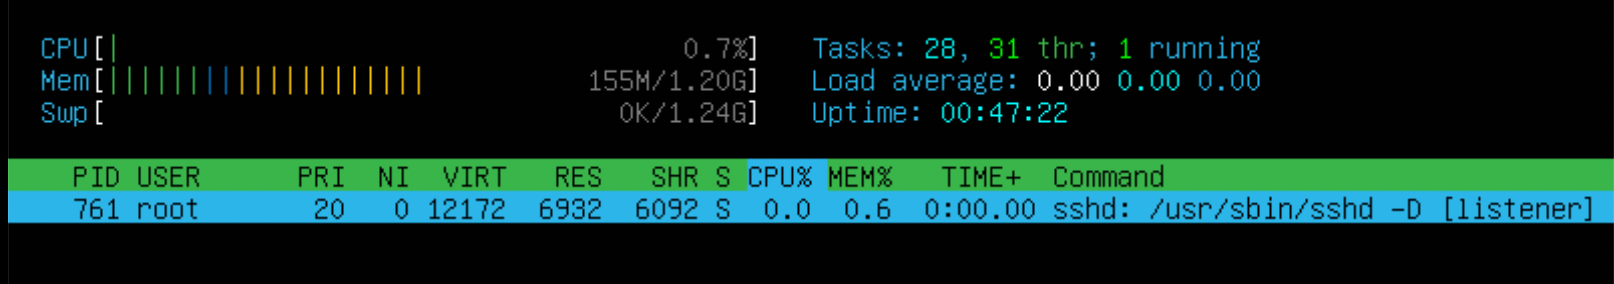 CPU[| 0.7%] Tasks: 28, 31 thr; 1 running
Mem[|||||||||||||||||||| 155M/1.20G] Load average: 0.00 0.00 0.00
Swp[ 0K/1.24G] Uptime: 00:47:22
PID USER PRI NI VIRT RES SHR S CPU% MEM% TIME+ Command
761 root 20 0 12172 6932 6092 S 0.0 0.6 0:00.00 sshd: /usr/sbin/sshd -D [listener]